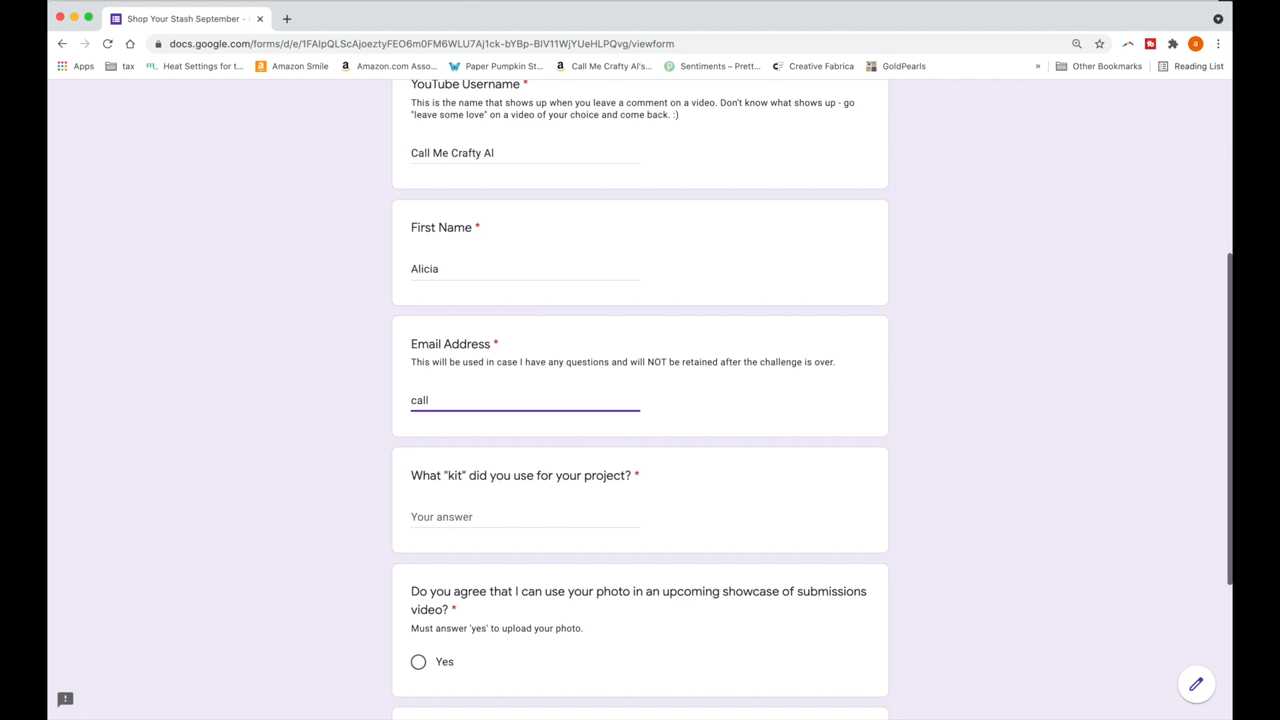 Shop Your Stash September -
docs.google.com/forms/d/e/1FAIpQLScAjoeztyFEO6m0FM6WLU7Aj1ck-bYBp-BIV11WjYUeHLPQvg/viewform
a
Apps
tax
Heat Settings for t...
Amazon Smile
Amazon.com Asso...
Paper Pumpkin St...
Call Me Crafty Al's...
Sentiments – Prett...
Creative Fabrica
GoldPearls
»
Other Bookmarks
Reading List
YouTube Username *
This is the name that shows up when you leave a comment on a video. Don't know what shows up - go
"leave some love" on a video of your choice and come back. :)
Call Me Crafty Al
First Name *
Alicia
Email Address *
This will be used in case I have any questions and will NOT be retained after the challenge is over.
call
What "kit" did you use for your project? *
Your answer
Do you agree that I can use your photo in an upcoming showcase of submissions
video? *
Must answer 'yes' to upload your photo.
Yes